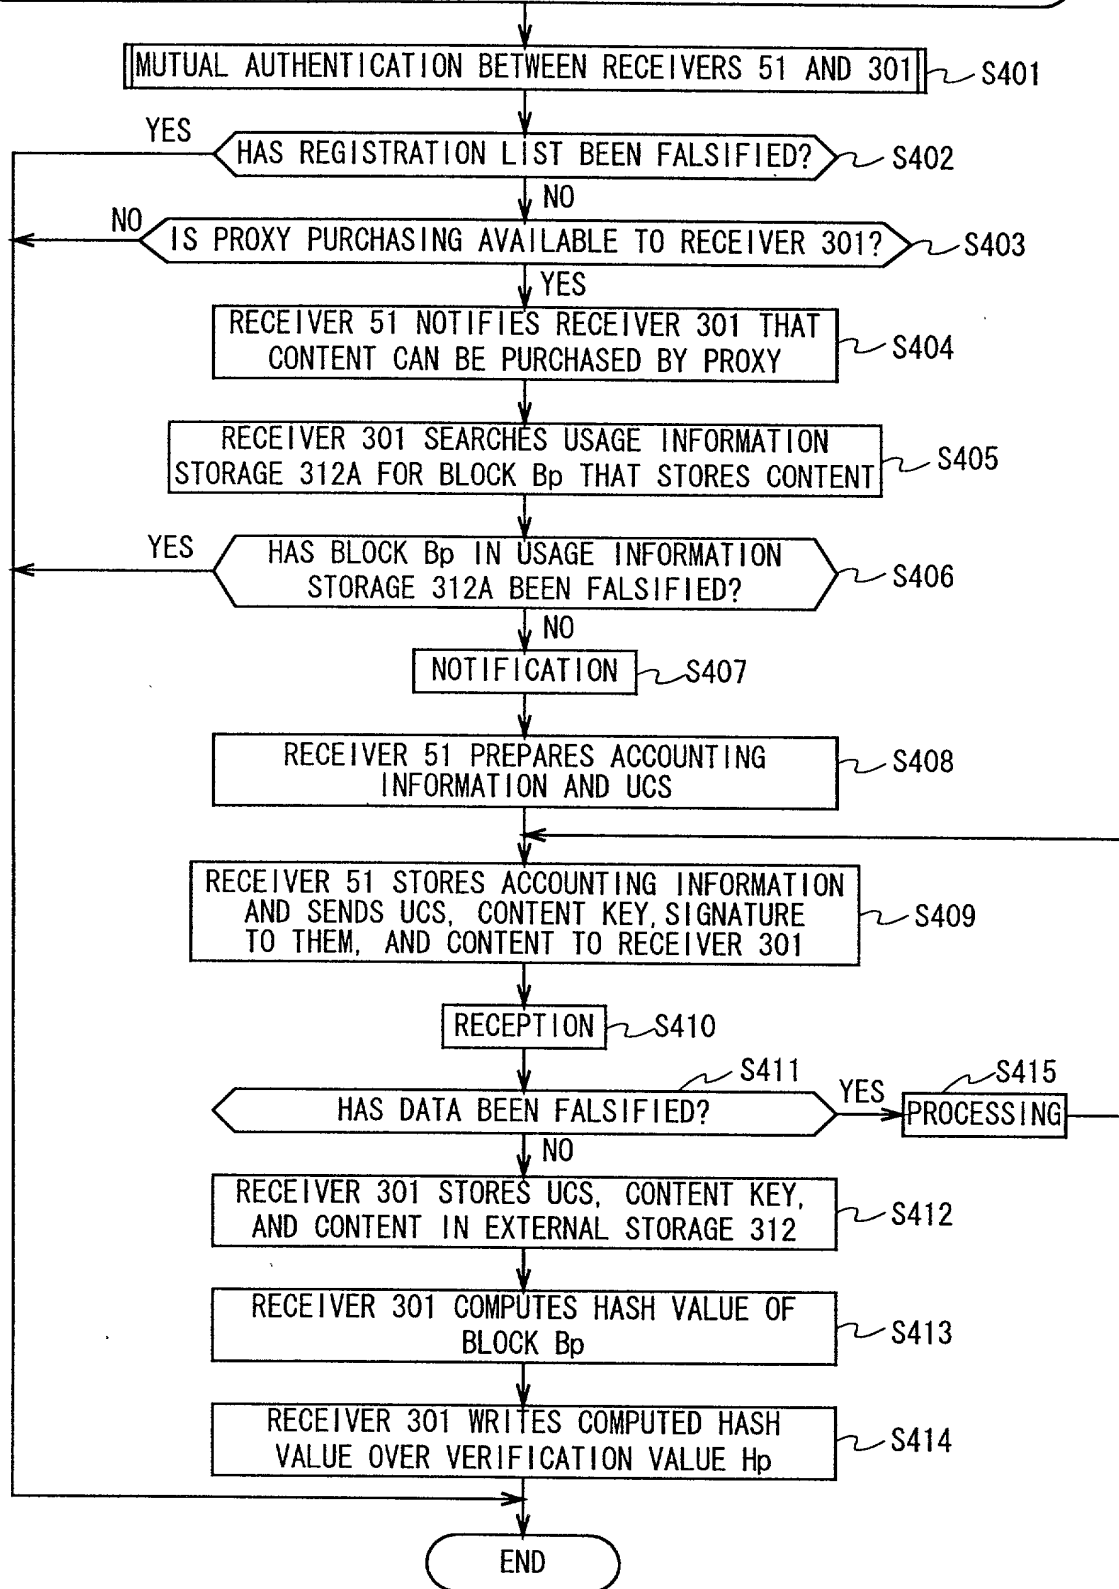 MUTUAL AUTHENTICATION BETWEEN RECEIVERS 51 AND 301
S401
YES
HAS REGISTRATION LIST BEEN FALSIFIED?
S402
NO
NO
IS PROXY PURCHASING AVAILABLE TO RECEIVER 301?
S403
YES
RECEIVER 51 NOTIFIES RECEIVER 301 THAT
CONTENT CAN BE PURCHASED BY PROXY
S404
RECEIVER 301 SEARCHES USAGE INFORMATION
STORAGE 312A FOR BLOCK Bp THAT STORES CONTENT
S405
YES
HAS BLOCK Bp IN USAGE INFORMATION
STORAGE 312A BEEN FALSIFIED?
S406
NO
NOTIFICATION
S407
RECEIVER 51 PREPARES ACCOUNTING
INFORMATION AND UCS
S408
RECEIVER 51 STORES ACCOUNTING INFORMATION
AND SENDS UCS, CONTENT KEY, SIGNATURE
TO THEM, AND CONTENT TO RECEIVER 301
S409
RECEPTION
S410
S411
HAS DATA BEEN FALSIFIED?
YES
S415
PROCESSING
NO
RECEIVER 301 STORES UCS, CONTENT KEY,
AND CONTENT IN EXTERNAL STORAGE 312
S412
RECEIVER 301 COMPUTES HASH VALUE OF
BLOCK Bp
S413
RECEIVER 301 WRITES COMPUTED HASH
VALUE OVER VERIFICATION VALUE Hp
S414
END